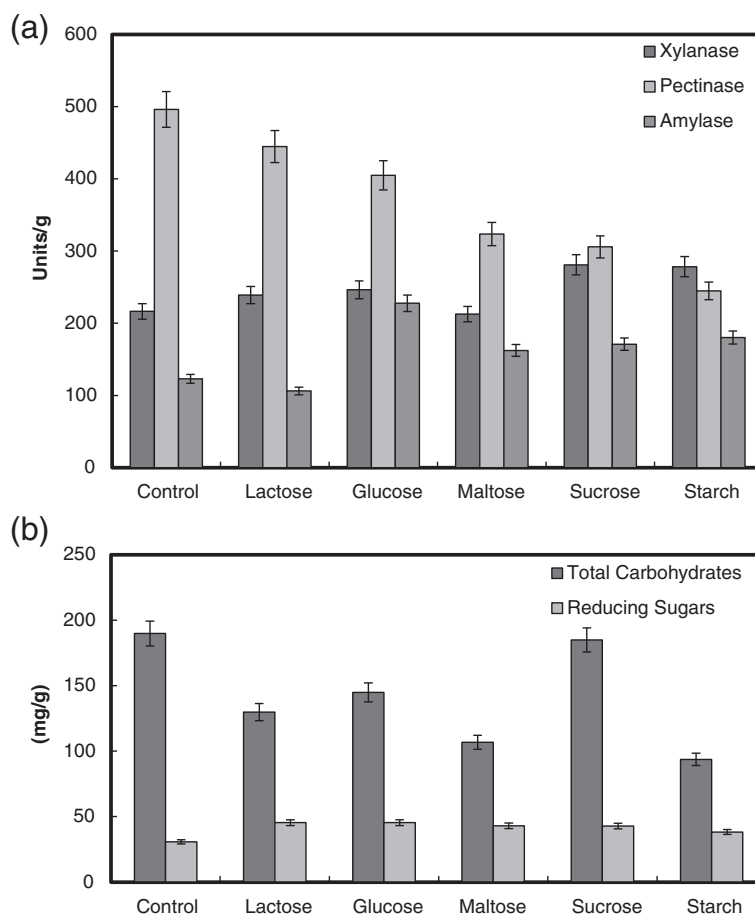 (a)
600
500
400
300
200
100
0
Units/g
Xylanase
Pectinase
Amylase
Control Lactose Glucose Maltose Sucrose Starch
(b)
250
200
150
100
50
0
(mg/g)
Total Carbohydrates
Reducing Sugars
Control Lactose Glucose Maltose Sucrose Starch